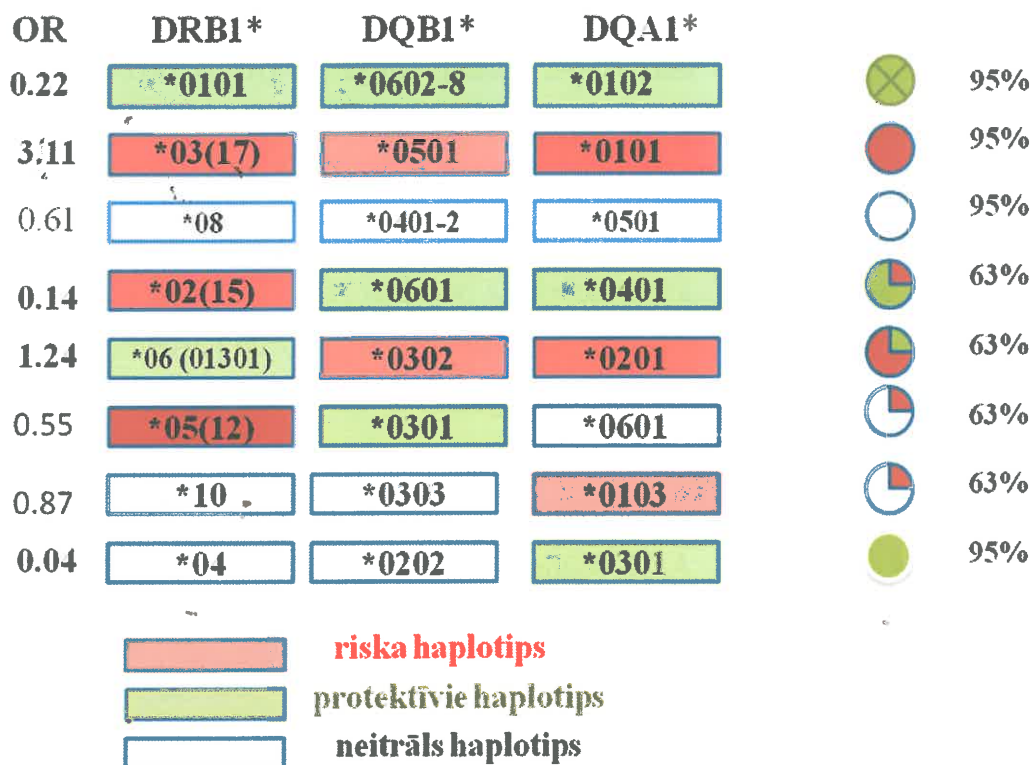 OR DRB1* DQB1* DQA1*
0.22 *0101 *0602-8 *0102 95%
3.11 *03(17) *0501 *0101 95%
0.61 *08 *0401-2 *0501 95%
0.14 *02(15) *0601 *0401 63%
1.24 *06 (01301) *0302 *0201 63%
0.55 *05(12) *0301 *0601 63%
0.87 *10 *0303 *0103 63%
0.04 *04 *0202 *0301 95%
riska haplotips
protektīvie haplotips
neitrāls haplotips